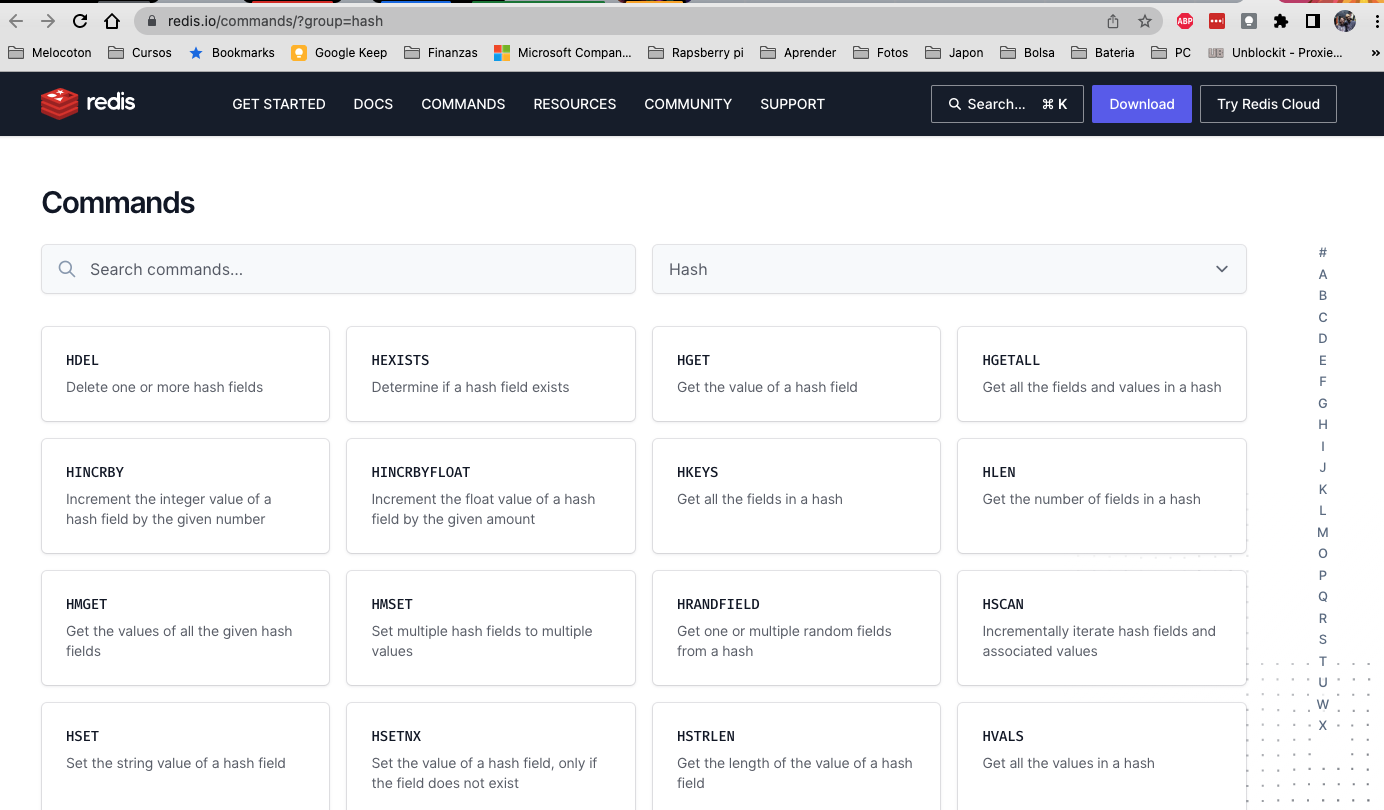 redis.io/commands/?group=hash
ABP
Melocoton Cursos Bookmarks Google Keep Finanzas Microsoft Compan... Rapsberry pi Aprender Fotos Japon Bolsa Bateria PC UIB Unblockit - Proxie... »
redis GET STARTED DOCS COMMANDS RESOURCES COMMUNITY SUPPORT Search... ⌘ K Download Try Redis Cloud
Commands
Search commands...
Hash
HDEL
Delete one or more hash fields
HEXISTS
Determine if a hash field exists
HGET
Get the value of a hash field
HGETALL
Get all the fields and values in a hash
HINCRBY
Increment the integer value of a
hash field by the given number
HINCRBYFLOAT
Increment the float value of a hash
field by the given amount
HKEYS
Get all the fields in a hash
HLEN
Get the number of fields in a hash
HMGET
Get the values of all the given hash
fields
HMSET
Set multiple hash fields to multiple
values
HRANDFIELD
Get one or multiple random fields
from a hash
HSCAN
Incrementally iterate hash fields and
associated values
HSET
Set the string value of a hash field
HSETNX
Set the value of a hash field, only if
the field does not exist
HSTRLEN
Get the length of the value of a hash
field
HVALS
Get all the values in a hash
#
A
B
C
D
E
F
G
H
I
J
K
L
M
O
P
Q
R
S
T
U
W
X